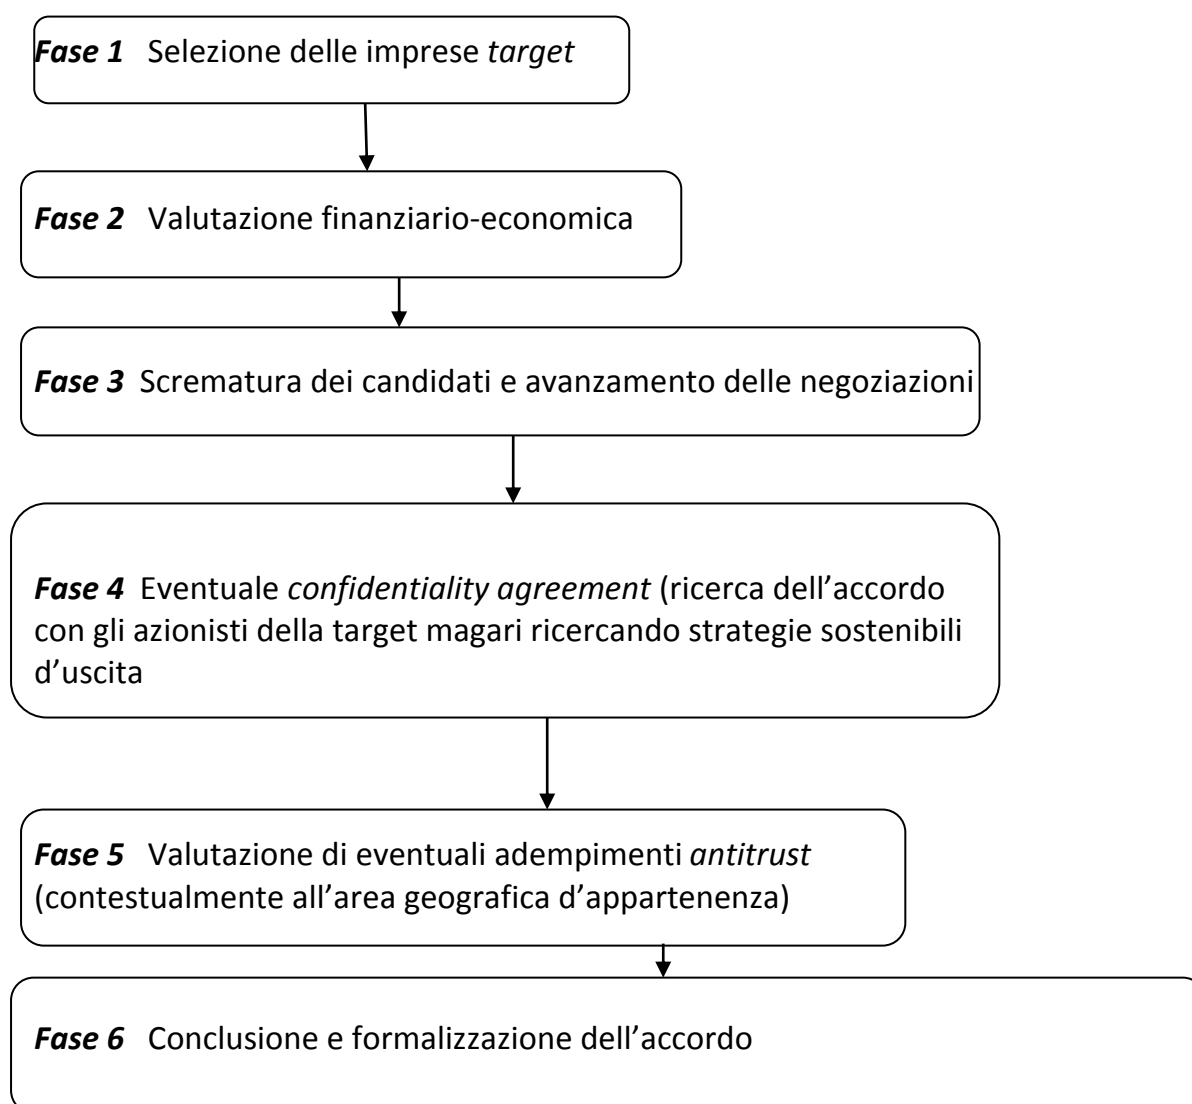 Fase 1 Selezione delle imprese target
Fase 2 Valutazione finanziario-economica
Fase 3 Scrematura dei candidati e avanzamento delle negoziazioni
Fase 4 Eventuale confidentiality agreement (ricerca dell’accordo
con gli azionisti della target magari ricercando strategie sostenibili
d’uscita
Fase 5 Valutazione di eventuali adempimenti antitrust
(contestualmente all’area geografica d’appartenenza)
Fase 6 Conclusione e formalizzazione dell’accordo